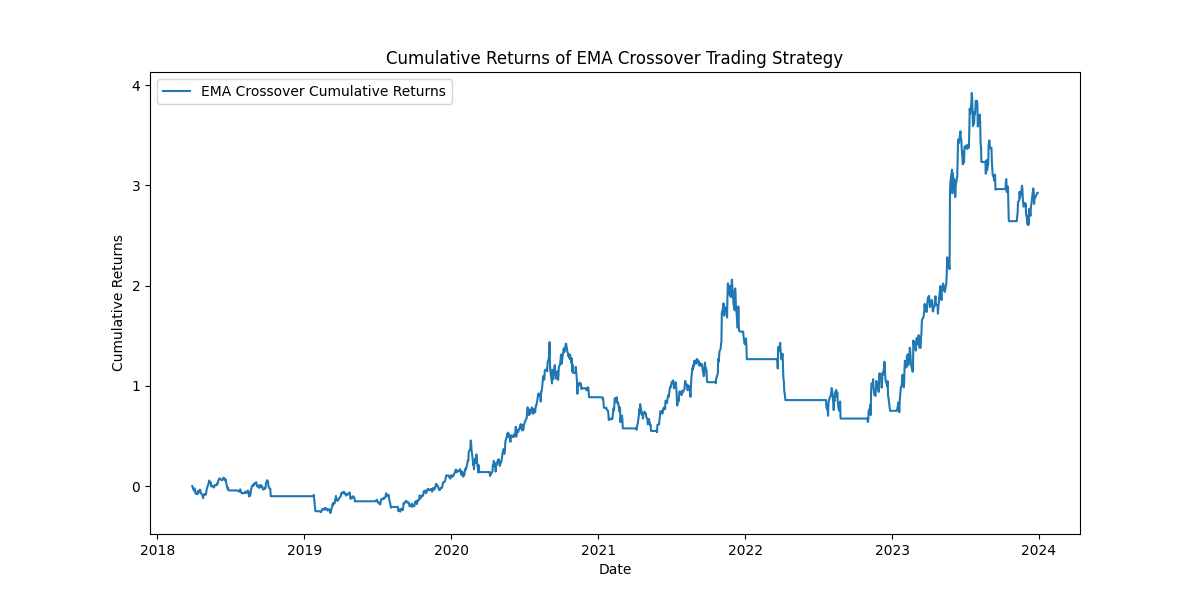 Cumulative Returns of EMA Crossover Trading Strategy
EMA Crossover Cumulative Returns
4
3
2
1
0
Cumulative Returns
2018 2019 2020 2021 2022 2023 2024
Date